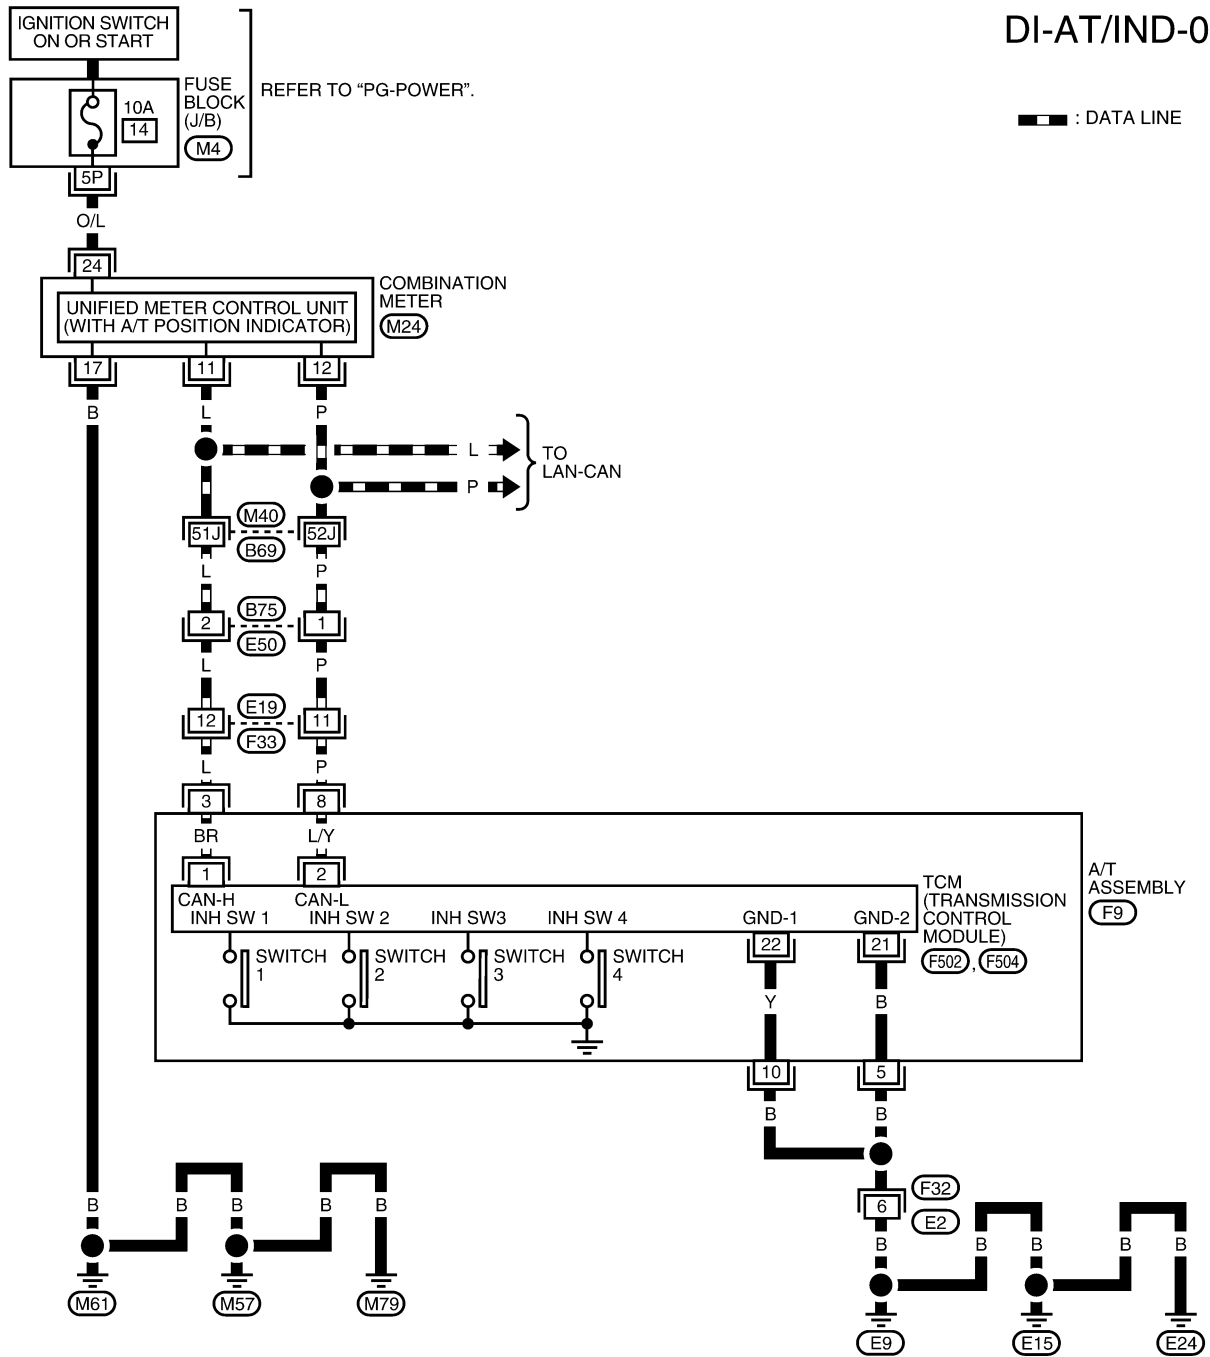 IGNITION SWITCH
ON OR START
DI-AT/IND-0
FUSE
BLOCK
(J/B)
M4
10A
14
REFER TO “PG-POWER”.
: DATA LINE
5P
O/L
24
COMBINATION
METER
M24
UNIFIED METER CONTROL UNIT
(WITH A/T POSITION INDICATOR)
17 11 12
B L P
L
P
TO
LAN-CAN
51J M40 52J
B69
L P
2 B75 1
E50
L P
12 E19 11
F33
L P
3 8
BR L/Y
1 2
CAN-H CAN-L
INH SW 1 INH SW 2 INH SW3 INH SW 4 GND-1 GND-2
TCM
(TRANSMISSION
CONTROL
MODULE)
F502 , F504
A/T
ASSEMBLY
F9
SWITCH
1
SWITCH
2
SWITCH
3
SWITCH
4
22 21
Y B
10 5
B B
6 F32
E2
B B B B B
M61 M57 M79
B B B B B
E9 E15 E24